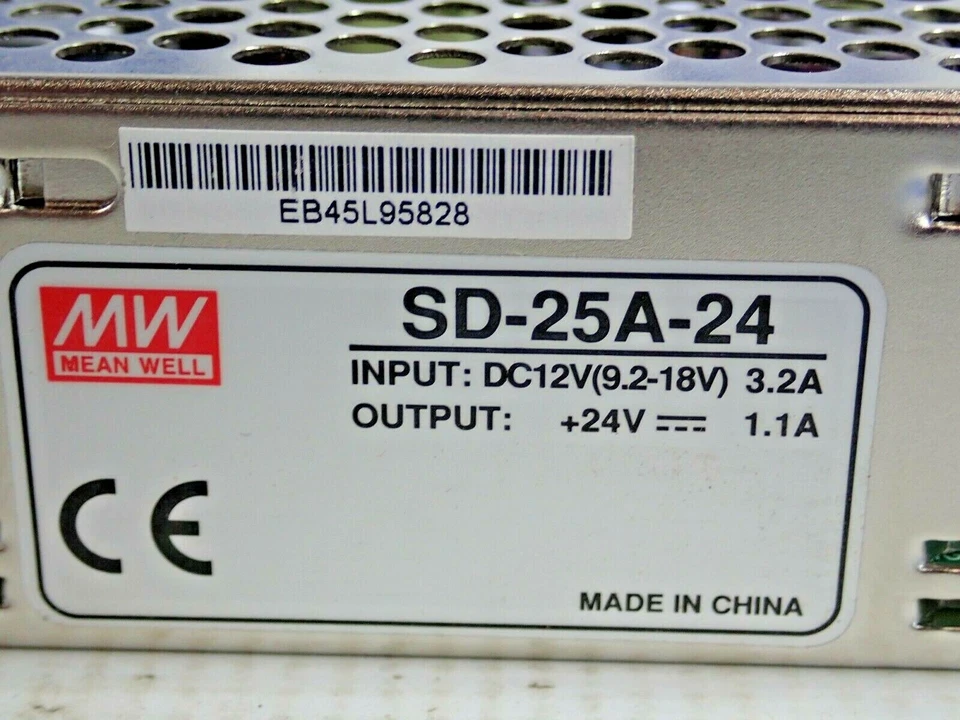 EB45L95828
MW
MEAN WELL
SD-25A-24
INPUT: DC12V(9.2-18V) 3.2A
OUTPUT: +24V ⎓ 1.1A
CE
MADE IN CHINA